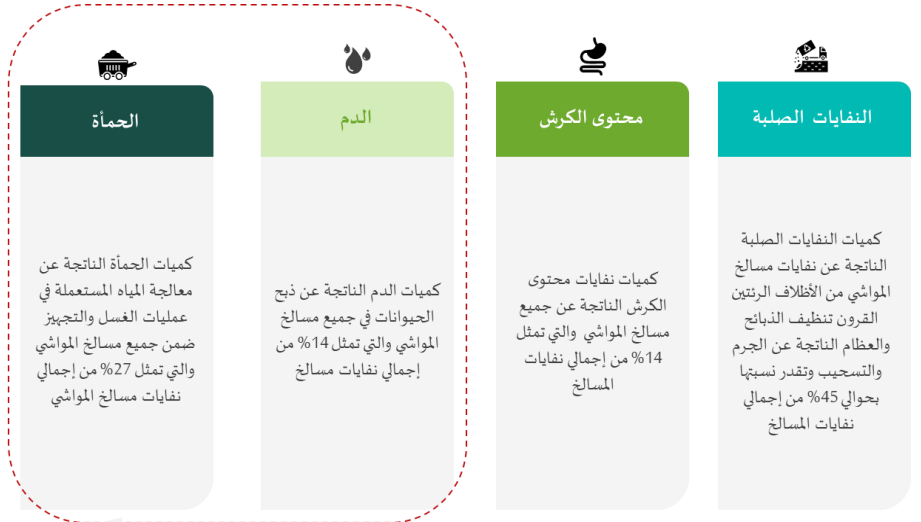 النفايات الصلبة
كميات النفايات الصلبة
الناتجة عن نفايات مسالخ
المواشي من الأظلاف الرئتين
القرون تنظيف الذبائح
والعظام الناتجة عن الجرم
والتسحيب وتقدر نسبتها
بحوالي 45% من إجمالي
نفايات المسالخ
محتوى الكرش
كميات نفايات محتوى
الكرش الناتجة عن جميع
مسالخ المواشي والتي تمثل
14% من إجمالي نفايات
المسالخ
الدم
كميات الدم الناتجة عن ذبح
الحيوانات في جميع مسالخ
المواشي والتي تمثل 14% من
إجمالي نفايات مسالخ
الحمأة
كميات الحمأة الناتجة عن
معالجة المياه المستعملة في
عمليات الغسل والتجهيز
ضمن جميع مسالخ المواشي
والتي تمثل 27% من إجمالي
نفايات مسالخ المواشي